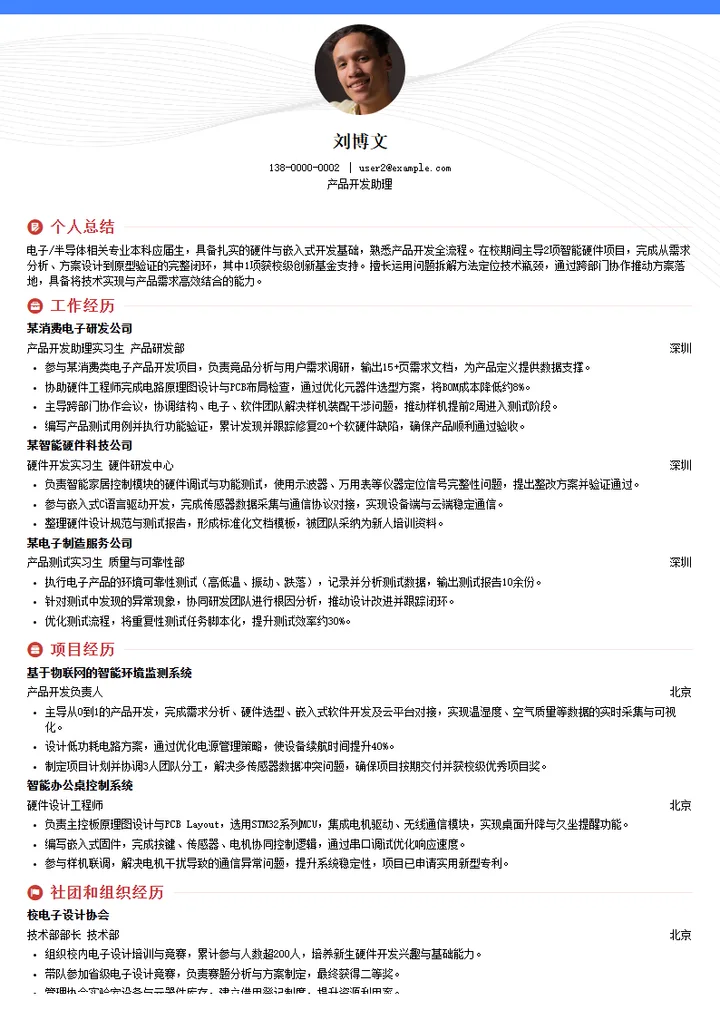 刘博文
138-0000-0002 | user2@example.com
产品开发助理
个人总结
电子/半导体相关专业本科应届生，具备扎实的硬件与嵌入式开发基础，熟悉产品开发全流程。在校期间主导2项智能硬件项目，完成从需求
分析、方案设计到原型验证的完整闭环，其中1项获校级创新基金支持。擅长运用问题拆解方法定位技术瓶颈，通过跨部门协作推动方案落
地，具备将技术实现与产品需求高效结合的能力。
工作经历
某消费电子研发公司
产品开发助理实习生 产品研发部 深圳
• 参与某消费类电子产品开发项目，负责竞品分析与用户需求调研，输出15+页需求文档，为产品定义提供数据支撑。
• 协助硬件工程师完成电路原理图设计与PCB布局检查，通过优化元器件选型方案，将BOM成本降低约8%。
• 主导跨部门协作会议，协调结构、电子、软件团队解决样机装配干涉问题，推动样机提前2周进入测试阶段。
• 编写产品测试用例并执行功能验证，累计发现并跟踪修复20+个软硬件缺陷，确保产品顺利通过验收。
某智能硬件科技公司
硬件开发实习生 硬件研发中心 深圳
• 负责智能家居控制模块的硬件调试与功能测试，使用示波器、万用表等仪器定位信号完整性问题，提出整改方案并验证通过。
• 参与嵌入式C语言驱动开发，完成传感器数据采集与通信协议对接，实现设备端与云端稳定通信。
• 整理硬件设计规范与测试报告，形成标准化文档模板，被团队采纳为新人培训资料。
某电子制造服务公司
产品测试实习生 质量与可靠性部 深圳
• 执行电子产品的环境可靠性测试（高低温、振动、跌落），记录并分析测试数据，输出测试报告10余份。
• 针对测试中发现的异常现象，协同研发团队进行根因分析，推动设计改进并跟踪闭环。
• 优化测试流程，将重复性测试任务脚本化，提升测试效率约30%。
项目经历
基于物联网的智能环境监测系统
产品开发负责人 北京
• 主导从0到1的产品开发，完成需求分析、硬件选型、嵌入式软件开发及云平台对接，实现温湿度、空气质量等数据的实时采集与可视
化。
• 设计低功耗电路方案，通过优化电源管理策略，使设备续航时间提升40%。
• 制定项目计划并协调3人团队分工，解决多传感器数据冲突问题，确保项目按期交付并获校级优秀项目奖。
智能办公桌控制系统
硬件设计工程师 北京
• 负责主控板原理图设计与PCB Layout，选用STM32系列MCU，集成电机驱动、无线通信模块，实现桌面升降与久坐提醒功能。
• 编写嵌入式固件，完成按键、传感器、电机协同控制逻辑，通过串口调试优化响应速度。
• 参与样机联调，解决电机干扰导致的通信异常问题，提升系统稳定性，项目已申请实用新型专利。
社团和组织经历
校电子设计协会
技术部部长 技术部 北京
• 组织校内电子设计培训与竞赛，累计参与人数超200人，培养新生硬件开发兴趣与基础能力。
• 带队参加省级电子设计竞赛，负责赛题分析与方案制定，最终获得二等奖。
• 管理协会实验室设备与元器件库存，建立借用登记制度，提升资源利用率。